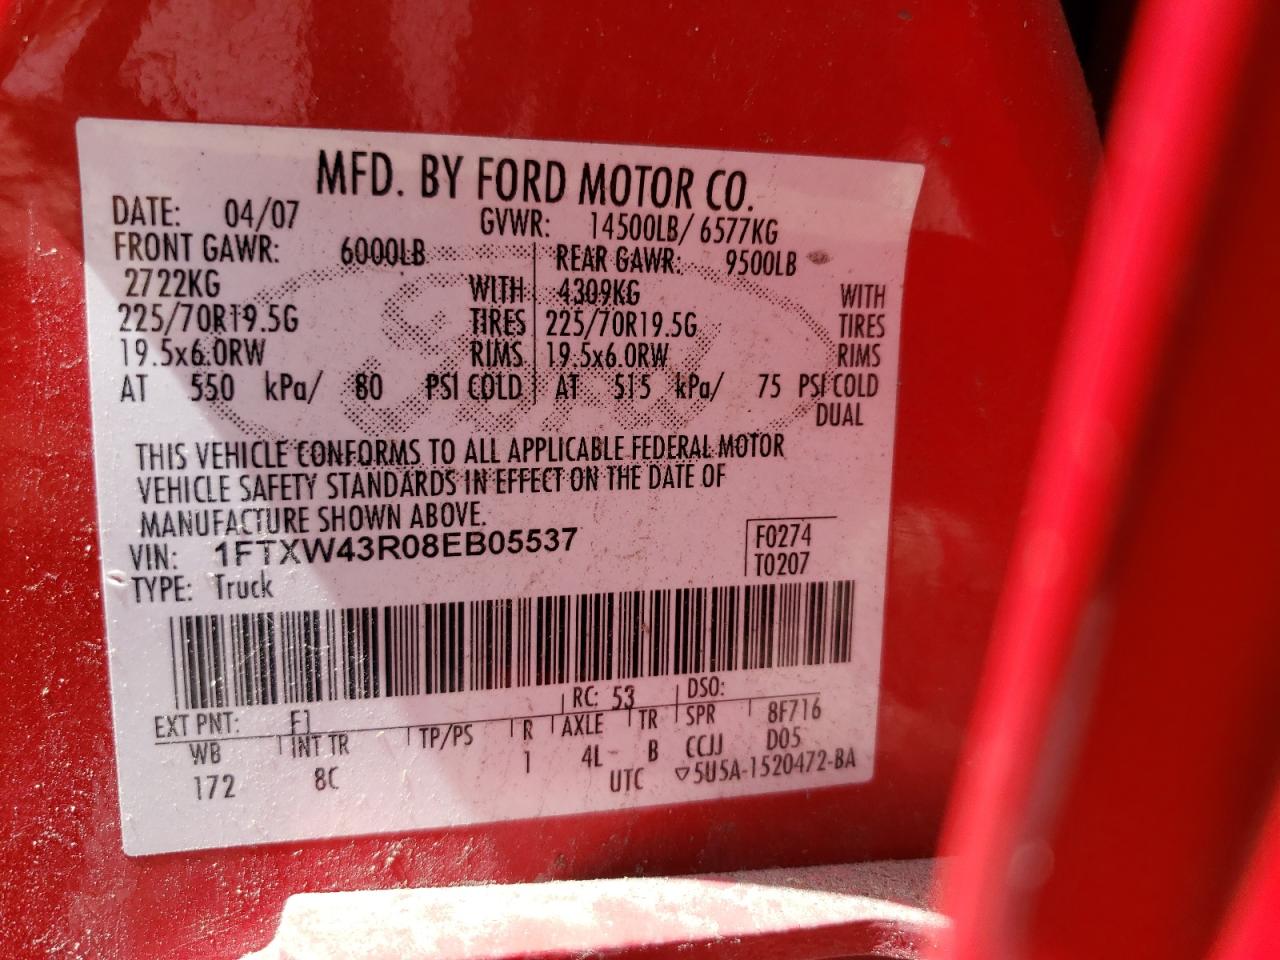 MFD. BY FORD MOTOR CO.
DATE: 04/07 GVWR: 14500LB/ 6577KG
FRONT GAWR: 6000LB REAR GAWR: 9500LB
2722KG WITH 4309KG WITH
225/70R19.5G TIRES 225/70R19.5G TIRES
19.5x6.0RW RIMS 19.5x6.0RW RIMS
AT 550 kPa/ 80 PSI COLD AT 515 kPa/ 75 PSI COLD
DUAL
THIS VEHICLE CONFORMS TO ALL APPLICABLE FEDERAL MOTOR
VEHICLE SAFETY STANDARDS IN EFFECT ON THE DATE OF
MANUFACTURE SHOWN ABOVE.
VIN: 1FTXW43R08EB05537 F0274
TYPE: Truck T0207
EXT PNT: F1 RC: 53 DSO:
WB INT TR TP/PS R AXLE TR SPR 8F716
172 8C 1 4L B CCJJ D05
UTC ▽5U5A-1520472-BA